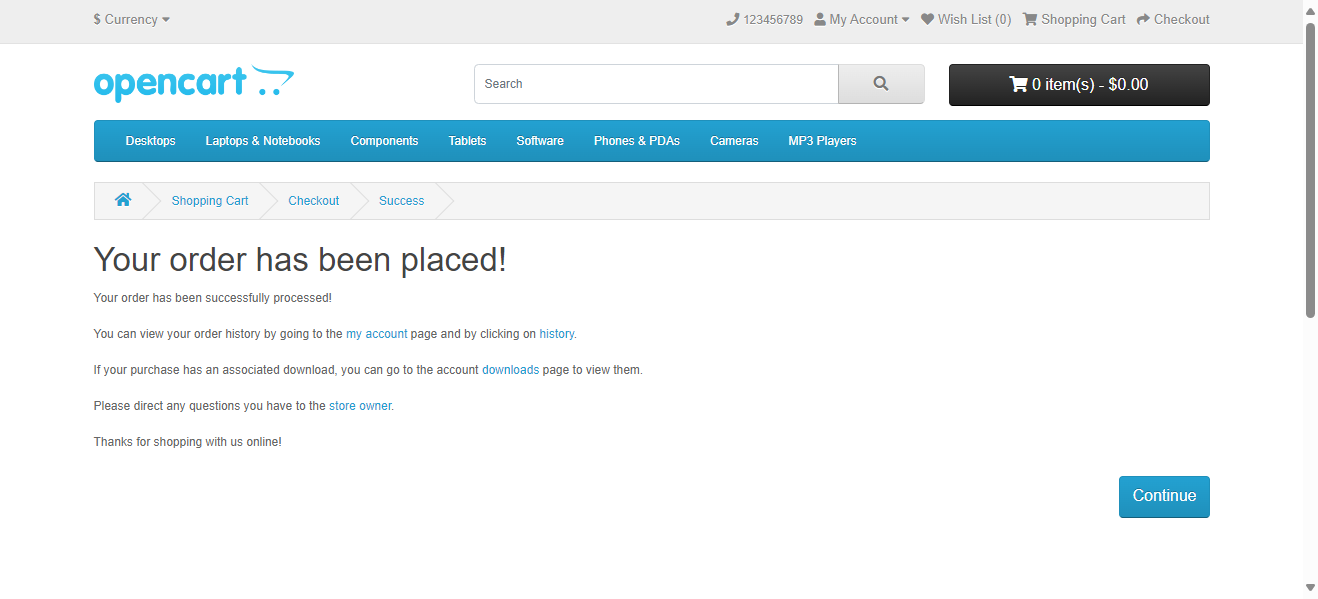 $ Currency 123456789 My Account Wish List (0) Shopping Cart Checkout
opencart Search 0 item(s) - $0.00
Desktops Laptops & Notebooks Components Tablets Software Phones & PDAs Cameras MP3 Players
Shopping Cart Checkout Success
Your order has been placed!
Your order has been successfully processed!
You can view your order history by going to the my account page and by clicking on history.
If your purchase has an associated download, you can go to the account downloads page to view them.
Please direct any questions you have to the store owner.
Thanks for shopping with us online!
Continue